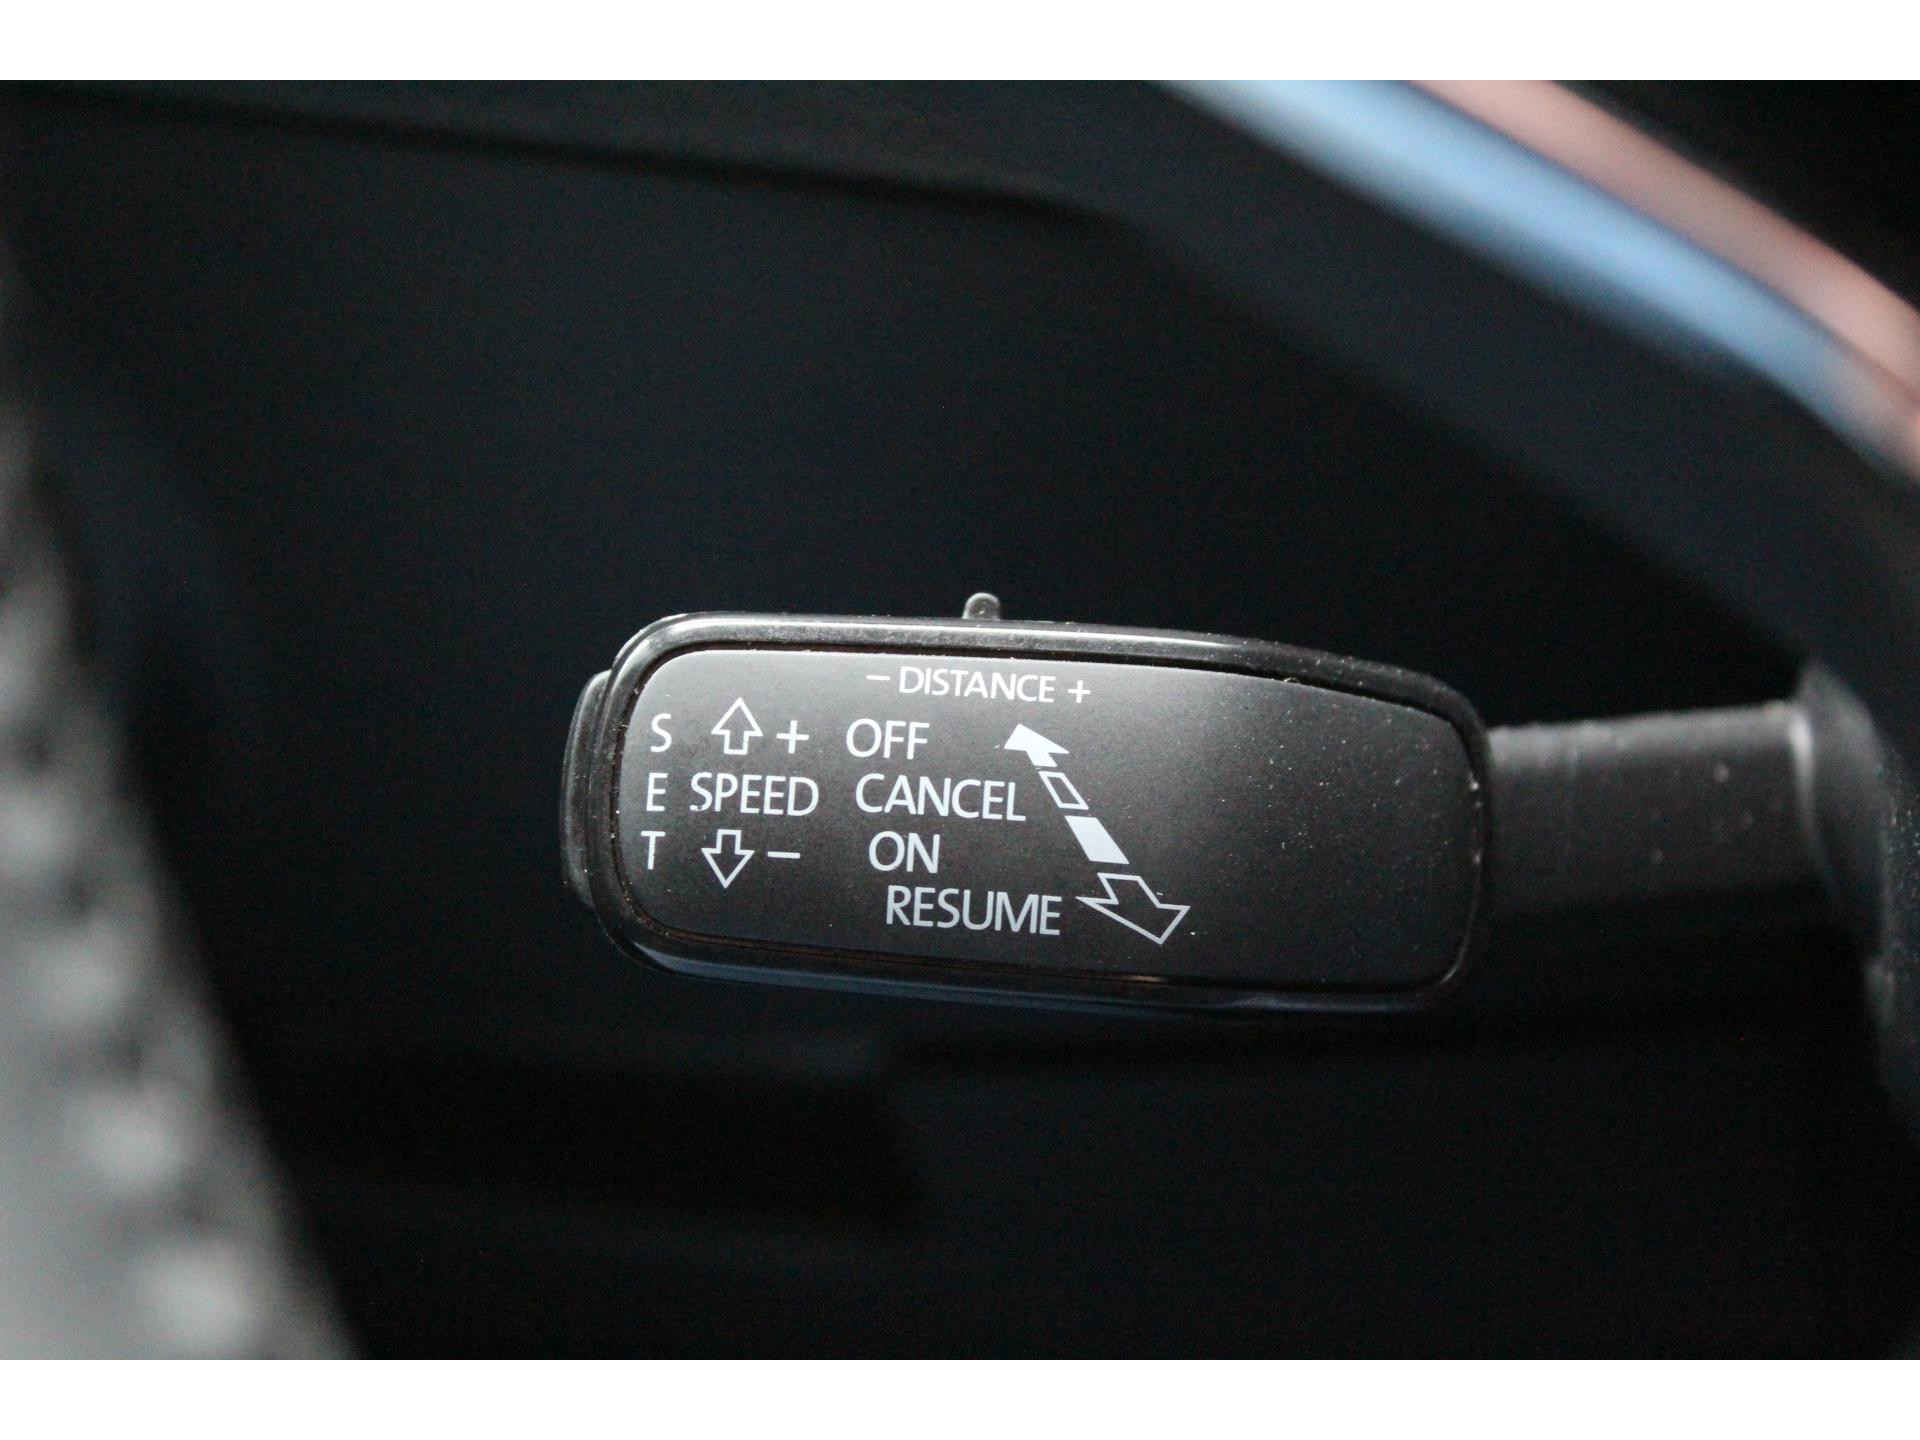 – DISTANCE +
S + OFF
E SPEED CANCEL
T – ON
RESUME